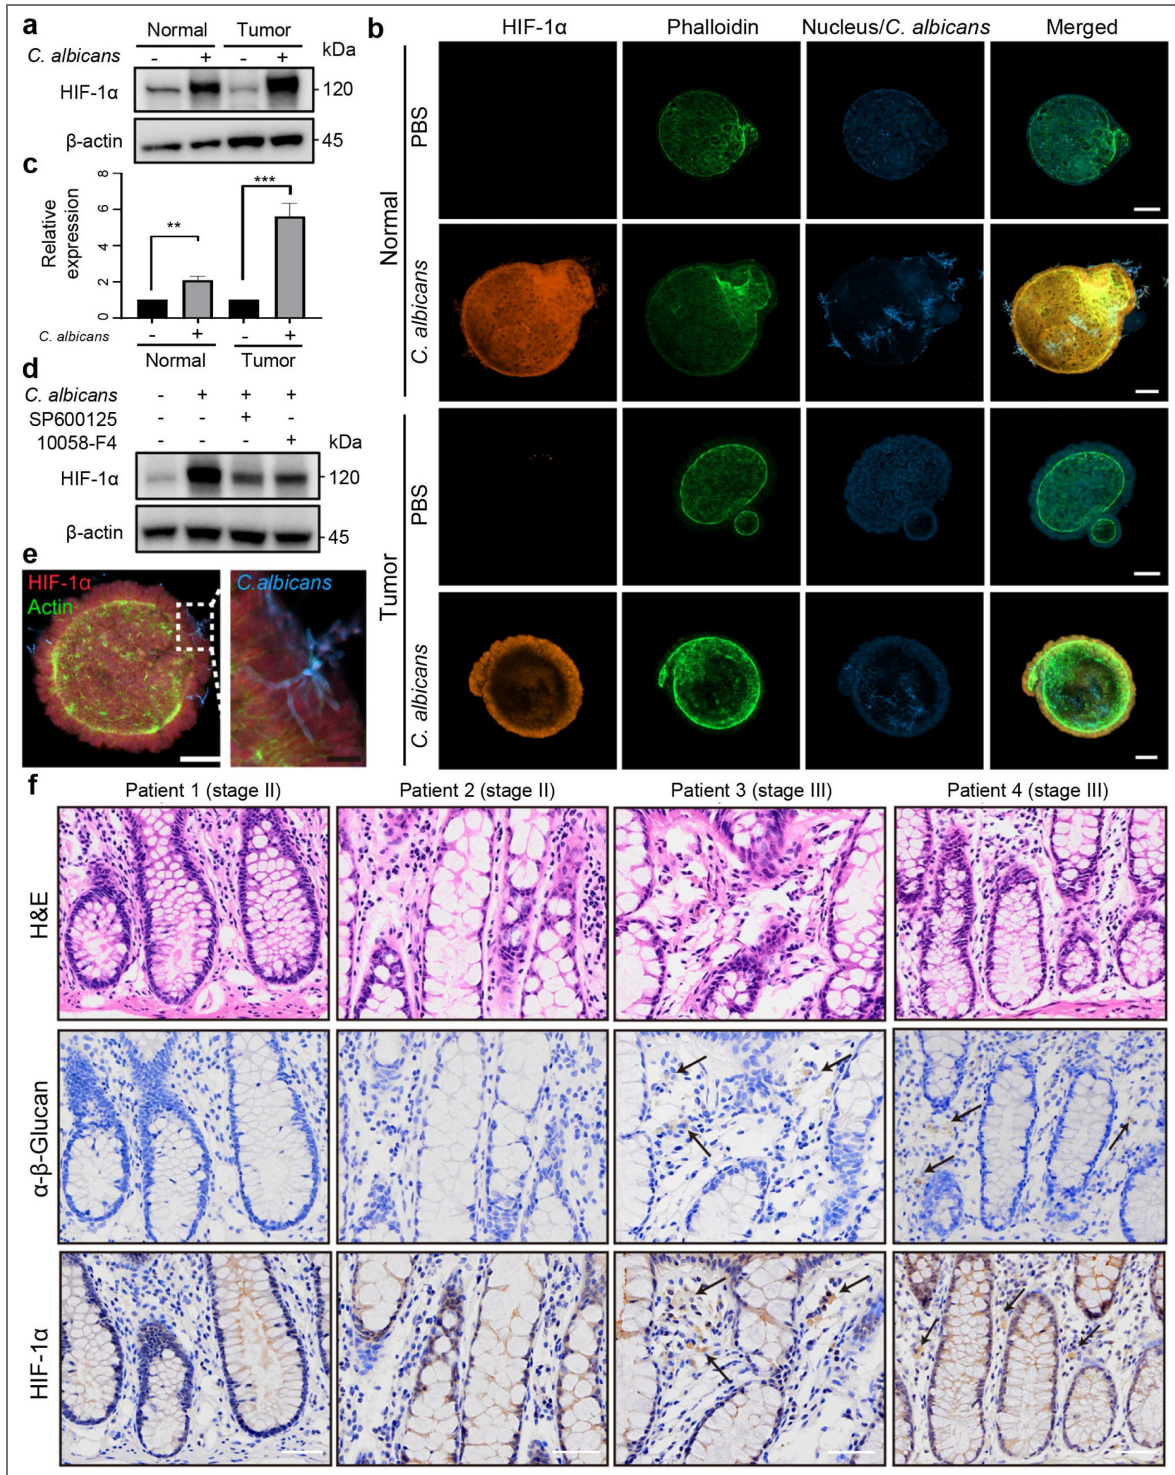 a
Normal Tumor
C. albicans - + - + kDa
HIF-1α 120
β-actin 45
b
HIF-1α Phalloidin Nucleus/C. albicans Merged
Normal
PBS
C. albicans
Tumor
PBS
C. albicans
c
Relative
expression
8
6
4
2
0
**
***
C. albicans - + - +
Normal Tumor
d
C. albicans - + + +
SP600125 - - + -
10058-F4 - - - + kDa
HIF-1α 120
β-actin 45
e
HIF-1α
Actin
C.albicans
f
Patient 1 (stage II) Patient 2 (stage II) Patient 3 (stage III) Patient 4 (stage III)
H&E
αβ-Glucan
HIF-1α